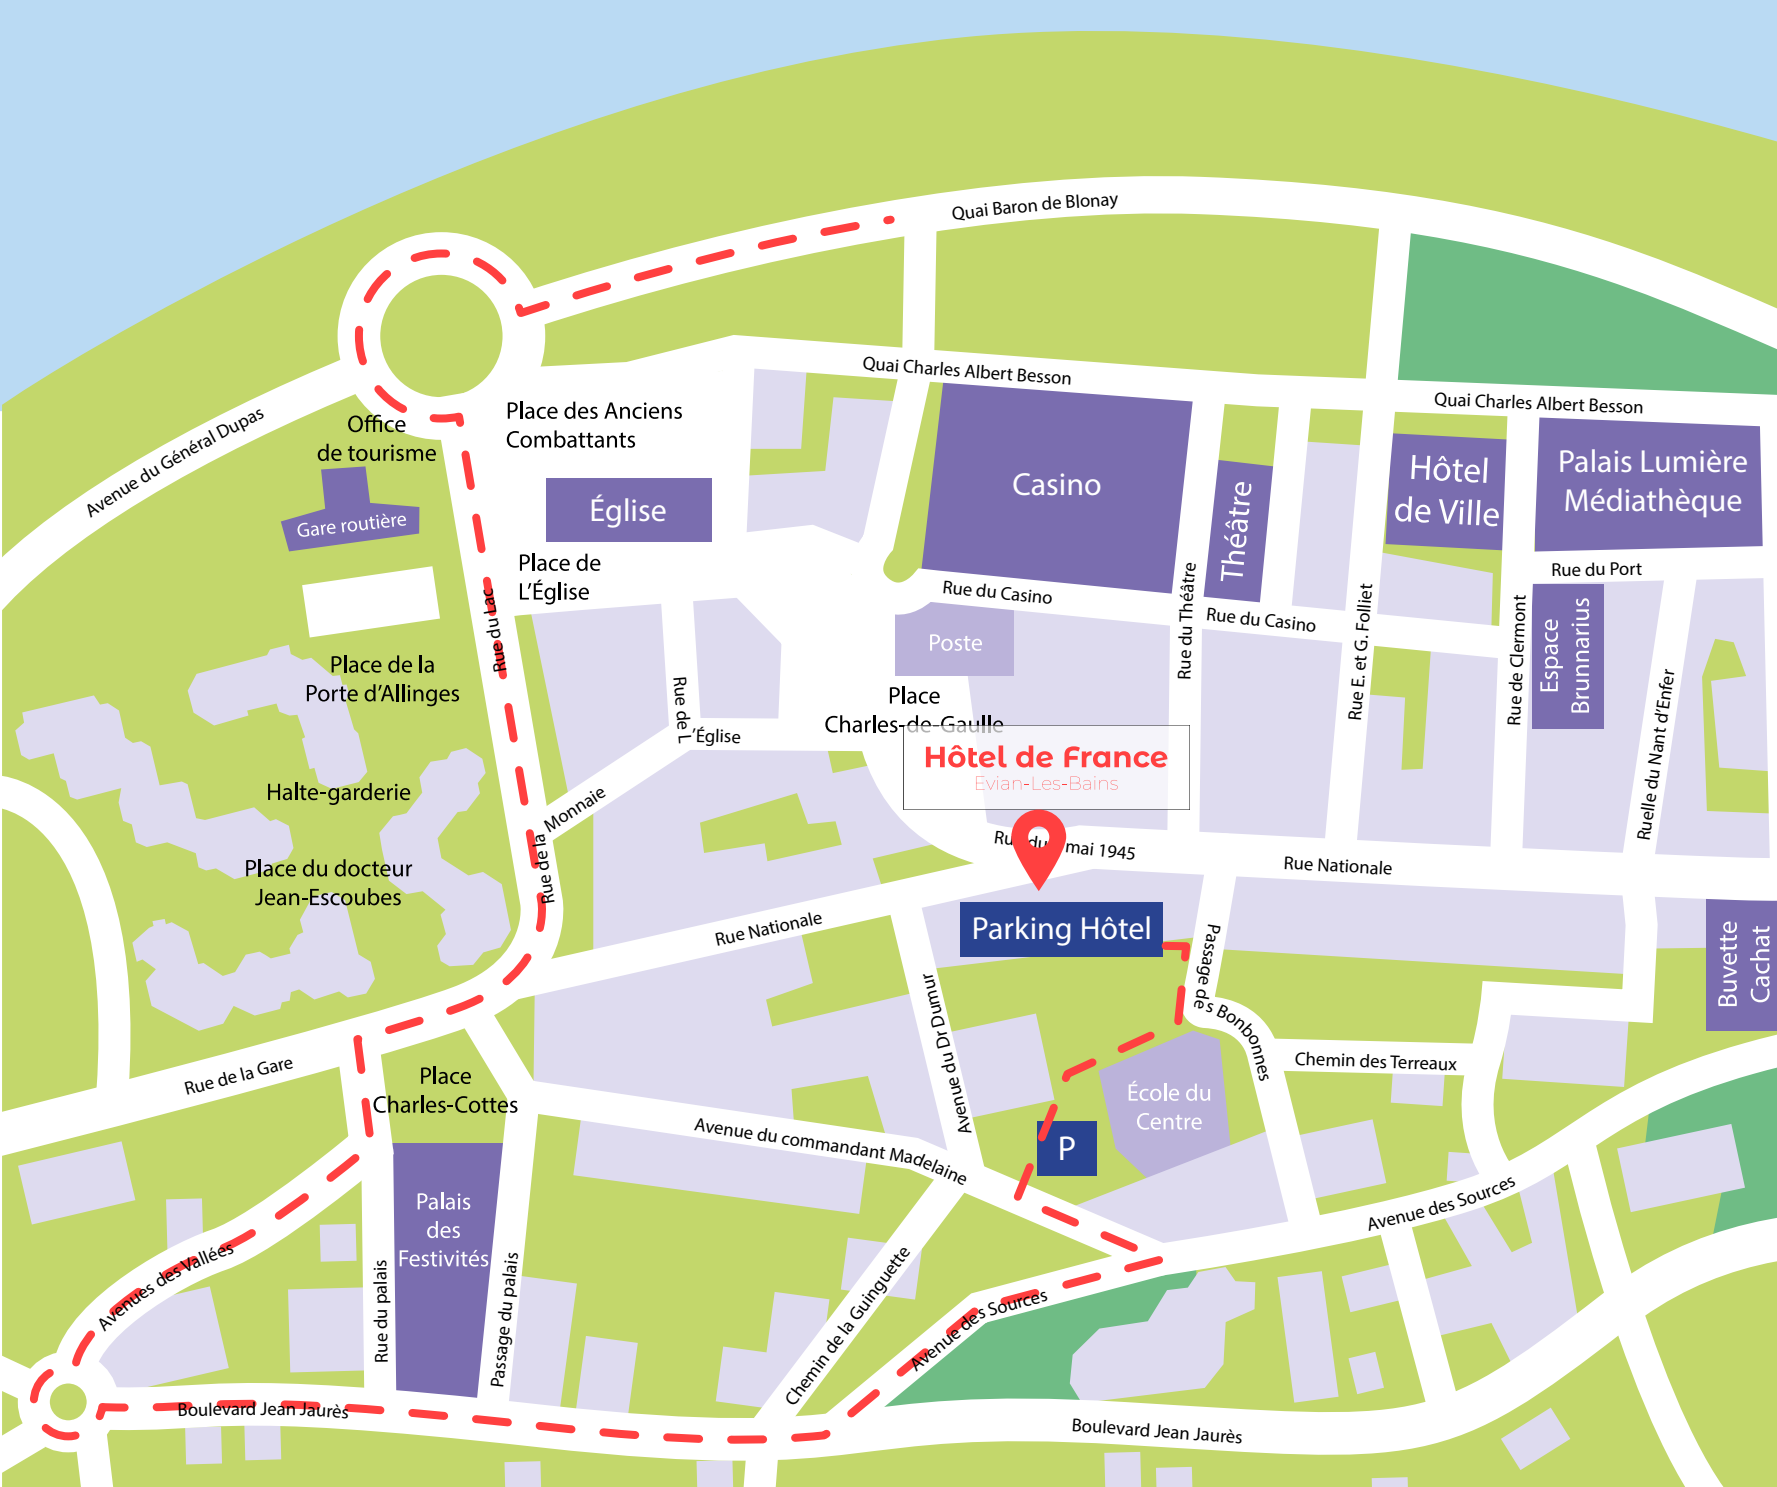 Quai Baron de Blonay
Quai Charles Albert Besson
Quai Charles Albert Besson
Avenue du Général Dupas
Office
de tourisme
Place des Anciens
Combattants
Gare routière
Église
Casino
Théâtre
Hôtel
de Ville
Palais Lumière
Médiathèque
Place de
L’Église
Rue du Lac
Rue du Casino
Rue du Casino
Rue du Port
Rue du Théâtre
Rue E. et G. Folliet
Rue de Clermont
Espace
Brunnarius
Ruelle du Nant d’Enfer
Place de la
Porte d’Allinges
Poste
Place
Charles-de-Gaulle
Rue de L
’Église
Hôtel de France
Evian-Les-Bains
Halte-garderie
Rue de la
Monnaie
Place du docteur
Jean-Escoubes
Rue du
mai 1945
Rue Nationale
Rue Nationale
Parking Hôtel
Passage de
s Bonbonnes
Buvette
Cachat
Avenue du Dr Dumur
Chemin des Terreaux
Rue de la Gare
Place
Charles-Cottes
École du
Centre
P
Avenue du commandant Madelaine
Avenue des Sources
Palais
des
Festivités
Avenues des Vallées
Rue du palais
Passage du palais
Chemin de la Guinguette
Avenue des Sources
Boulevard Jean Jaurès
Boulevard Jean Jaurès